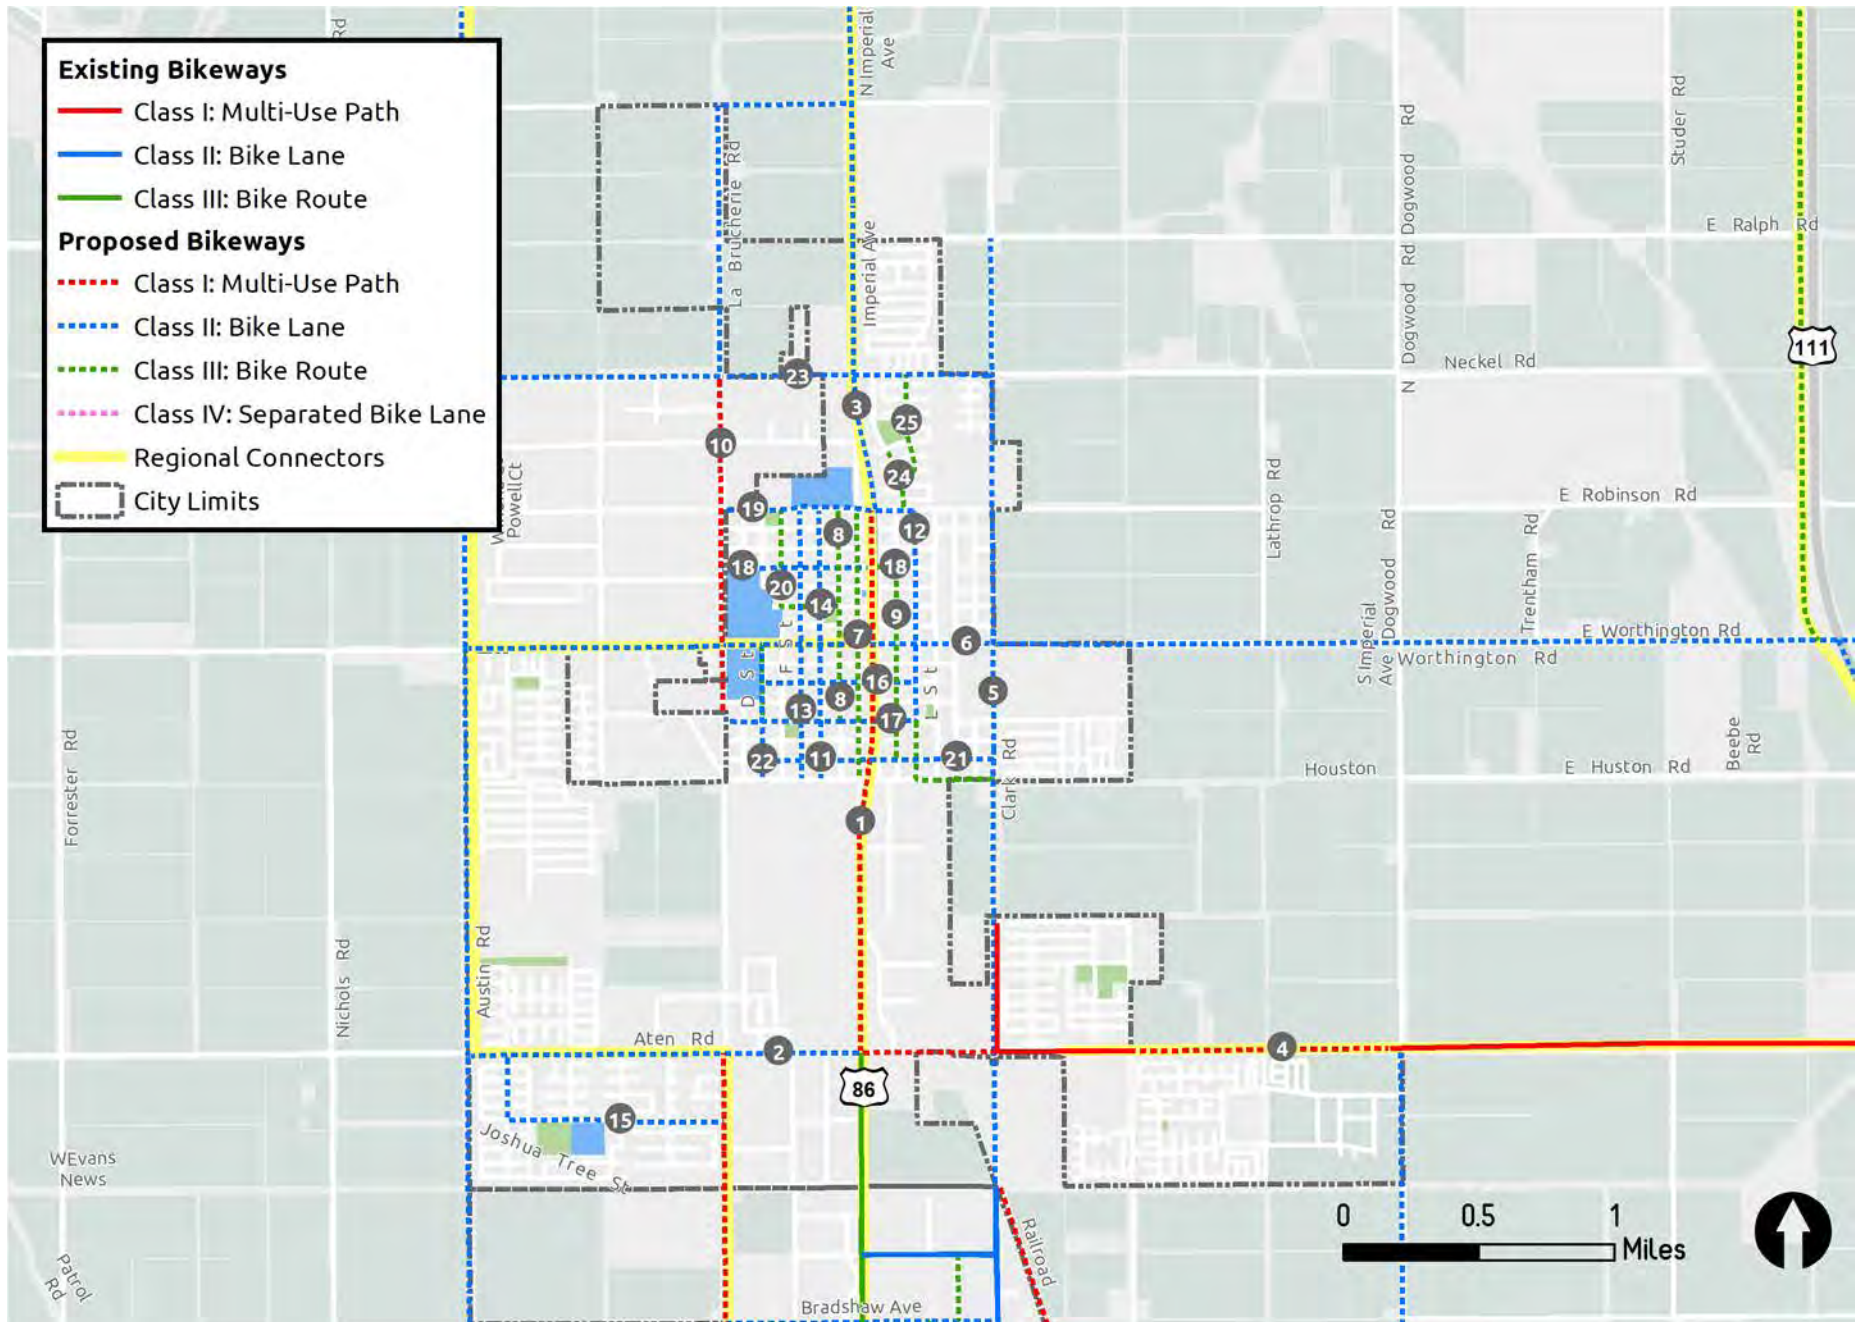 Existing Bikeways
Class I: Multi-Use Path
Class II: Bike Lane
Class III: Bike Route
Proposed Bikeways
Class I: Multi-Use Path
Class II: Bike Lane
Class III: Bike Route
Class IV: Separated Bike Lane
Regional Connectors
City Limits
Rd
N Imperial
Ave
La Brucherie Rd
Imperial Ave
N Dogwood Rd Dogwood Rd
Studer Rd
E Ralph Rd
111
Neckel Rd
23
3
25
10
24
Powell Ct
19
8
12
18
18
20
14
9
7
6
F St
D St
L St
16
5
13
8
17
22
11
21
1
Lathrop Rd
E Robinson Rd
Trentham Rd
S Imperial
Ave Dogwood Rd
E Worthington Rd
Worthington Rd
Clark Rd
Houston
E Huston Rd
Beebe
Rd
Forrester Rd
Nichols Rd
Austin Rd
Aten Rd
2
4
86
15
Joshua Tree St
WEvans
News
Patrol
Rd
Railroad
Bradshaw Ave
0 0.5 1
Miles